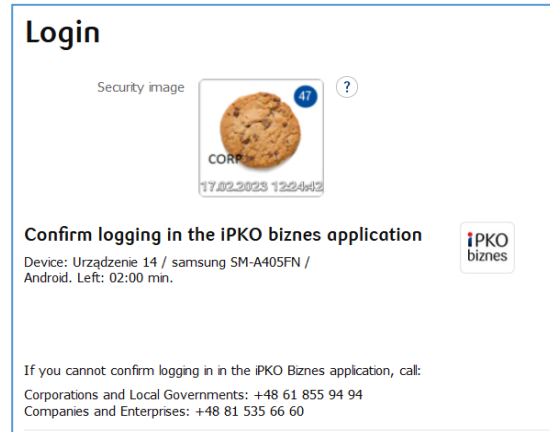 Login
Security image
47
?
CORP
17.02.2023 12:24:42
Confirm logging in the iPKO biznes application
iPKO
biznes
Device: Urządzenie 14 / samsung SM-A405FN /
Android. Left: 02:00 min.
If you cannot confirm logging in in the iPKO Biznes application, call:
Corporations and Local Governments: +48 61 855 94 94
Companies and Enterprises: +48 81 535 66 60